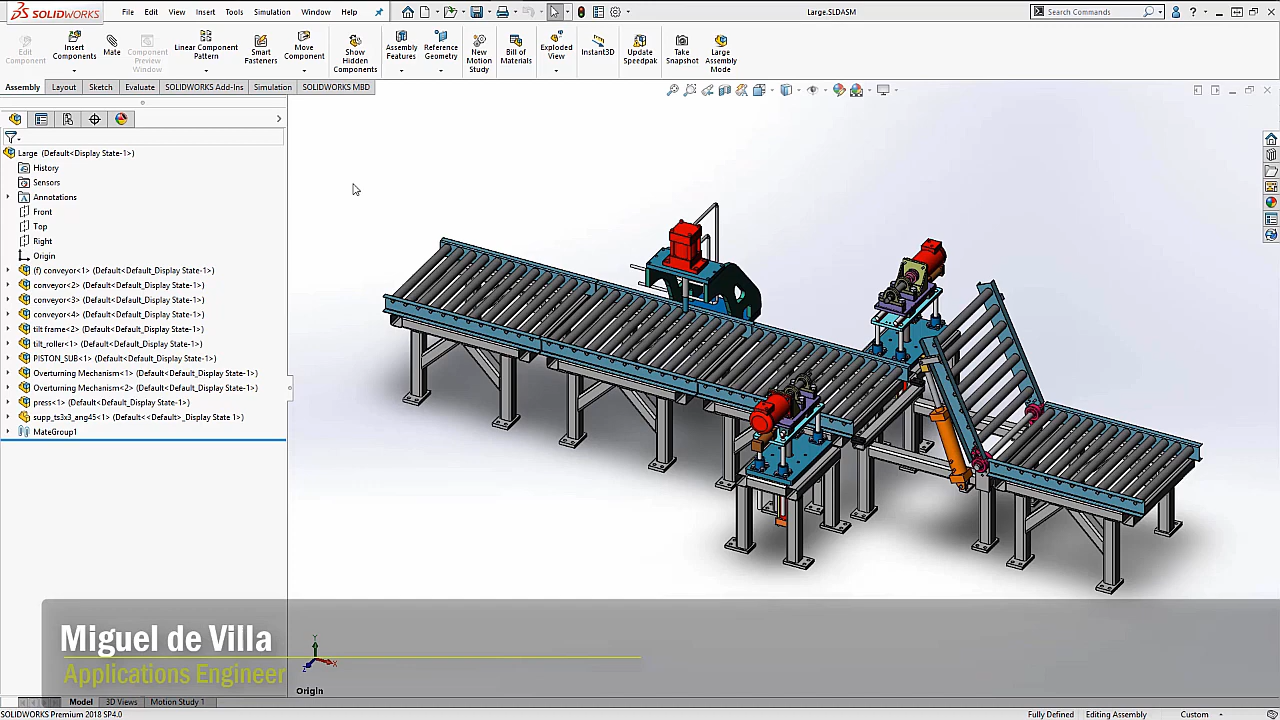 SOLIDWORKS
File Edit View Insert Tools Simulation Window Help
Large.SLDASM
Search Commands
Edit Component
Insert Components
Mate
Component Preview Window
Linear Component Pattern
Smart Fasteners
Move Component
Show Hidden Components
Assembly Features
Reference Geometry
New Motion Study
Bill of Materials
Exploded View
Instant3D
Update Speedpak
Take Snapshot
Large Assembly Mode
Assembly Layout Sketch Evaluate SOLIDWORKS Add-Ins Simulation SOLIDWORKS MBD
Large (Default<Display State-1>)
History
Sensors
Annotations
Front
Top
Right
Origin
(f) conveyor<1> (Default<Default_Display State-1>)
conveyor<2> (Default<Default_Display State-1>)
conveyor<3> (Default<Default_Display State-1>)
conveyor<4> (Default<Default_Display State-1>)
tilt frame<2> (Default<Default_Display State-1>)
tilt_roller<1> (Default<Default_Display State-1>)
PISTON_SUB<1> (Default<Default_Display State-1>)
Overturning Mechanism<1> (Default<Default_Display State-1>)
Overturning Mechanism<2> (Default<Default_Display State-1>)
press<1> (Default<Default_Display State-1>)
supp_ts3x3_ang45<1> (Default<<Default>_Display State 1>)
MateGroup1
Miguel de Villa
Applications Engineer
Y
X
Z
Origin
Model 3D Views Motion Study 1
SOLIDWORKS Premium 2018 SP4.0
Fully Defined Editing Assembly Custom